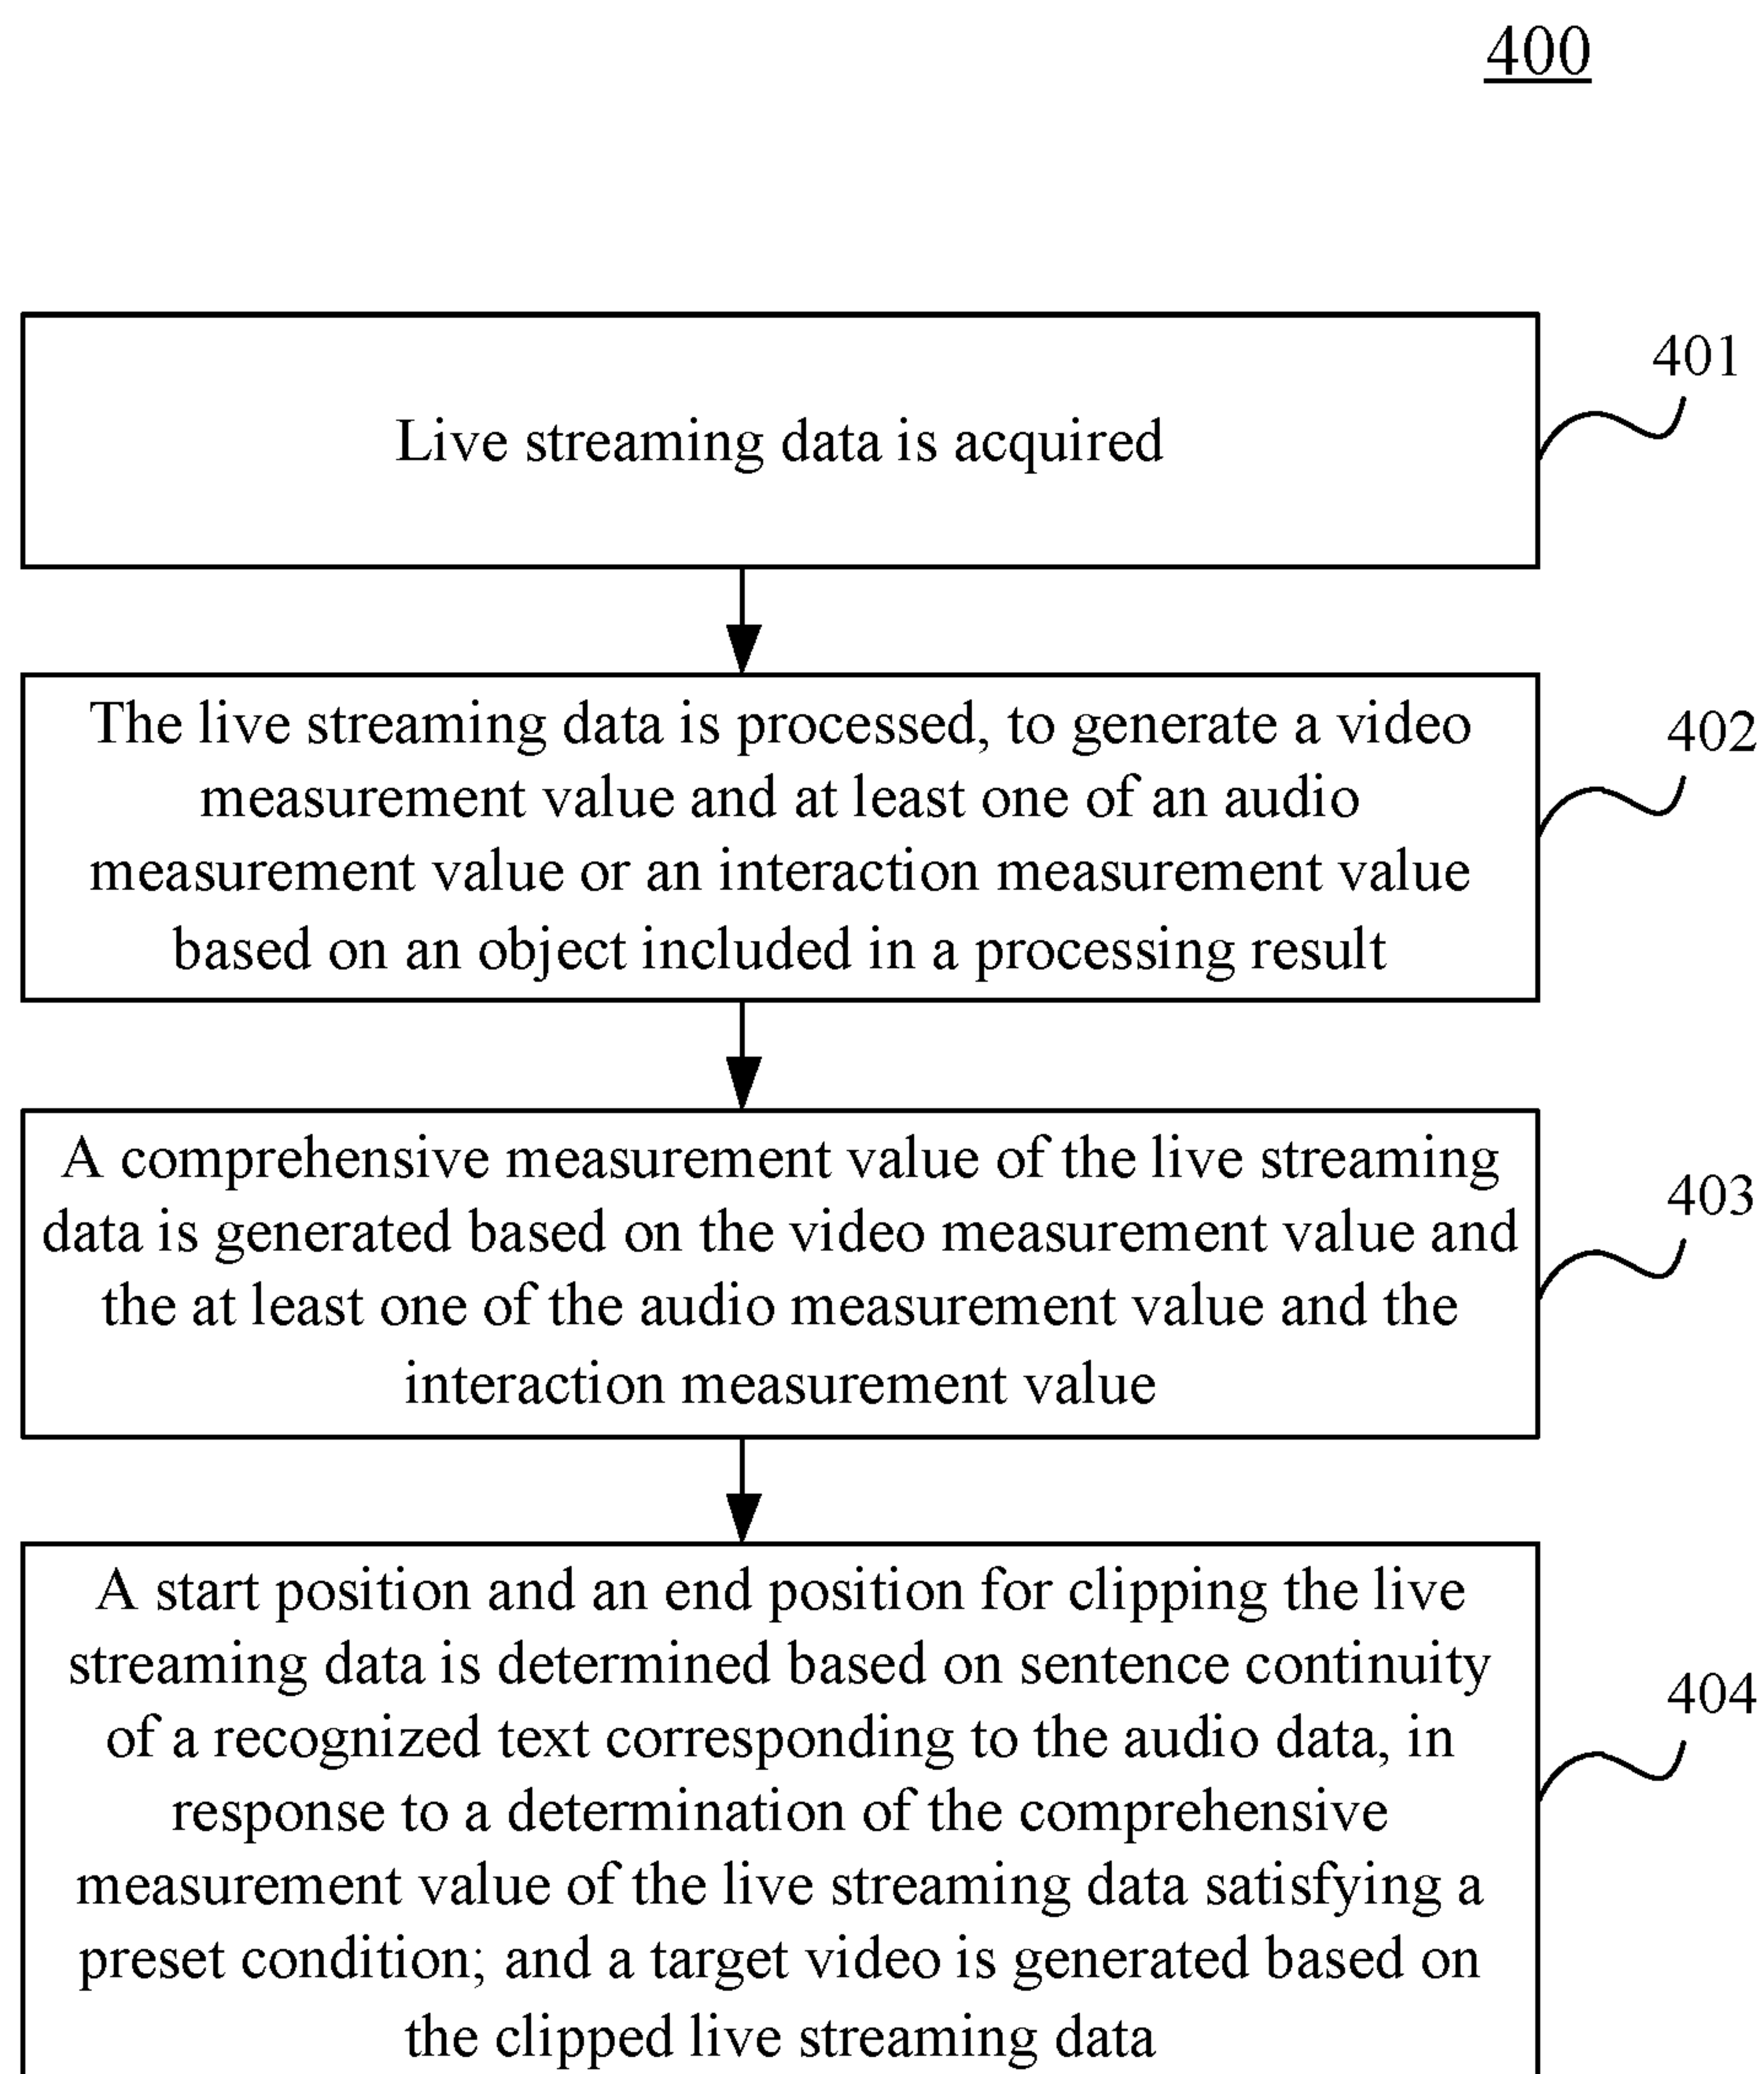 400
Live streaming data is acquired
401
The live streaming data is processed, to generate a video
measurement value and at least one of an audio
measurement value or an interaction measurement value
based on an object included in a processing result
402
A comprehensive measurement value of the live streaming
data is generated based on the video measurement value and
the at least one of the audio measurement value and the
interaction measurement value
403
A start position and an end position for clipping the live
streaming data is determined based on sentence continuity
of a recognized text corresponding to the audio data, in
response to a determination of the comprehensive
measurement value of the live streaming data satisfying a
preset condition; and a target video is generated based on
the clipped live streaming data
404